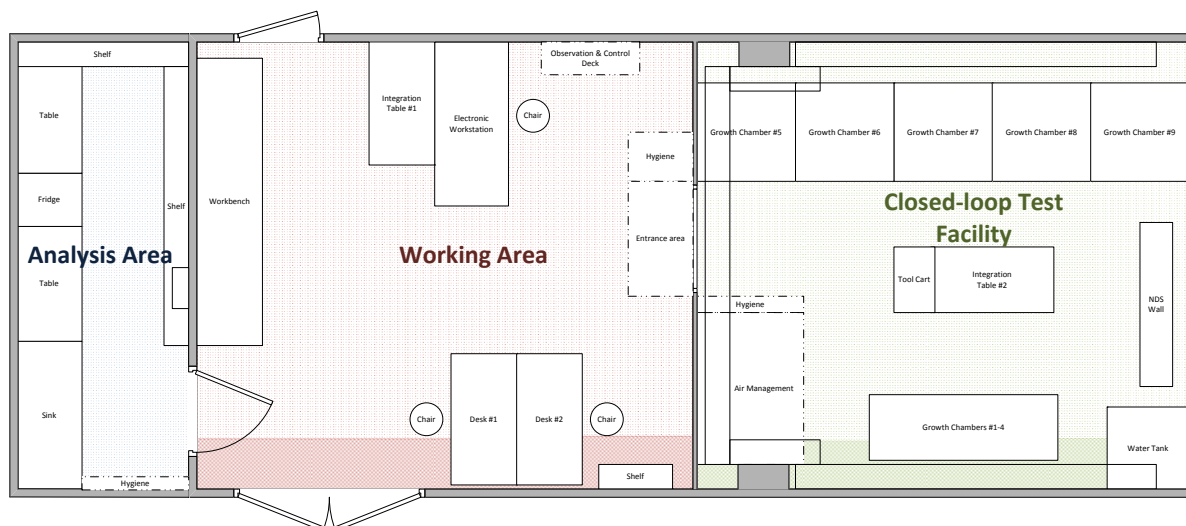 Shelf
Table
Fridge
Table
Sink
Shelf
Hygiene
Analysis Area
Workbench
Integration
Table #1
Electronic
Workstation
Chair
Observation & Control
Deck
Hygiene
Entrance area
Working Area
Chair
Desk #1
Desk #2
Chair
Shelf
Growth Chamber #5
Growth Chamber #6
Growth Chamber #7
Growth Chamber #8
Growth Chamber #9
Closed-loop Test
Facility
Tool Cart
Integration
Table #2
NDS
Wall
Hygiene
Air Management
Growth Chambers #1-4
Water Tank